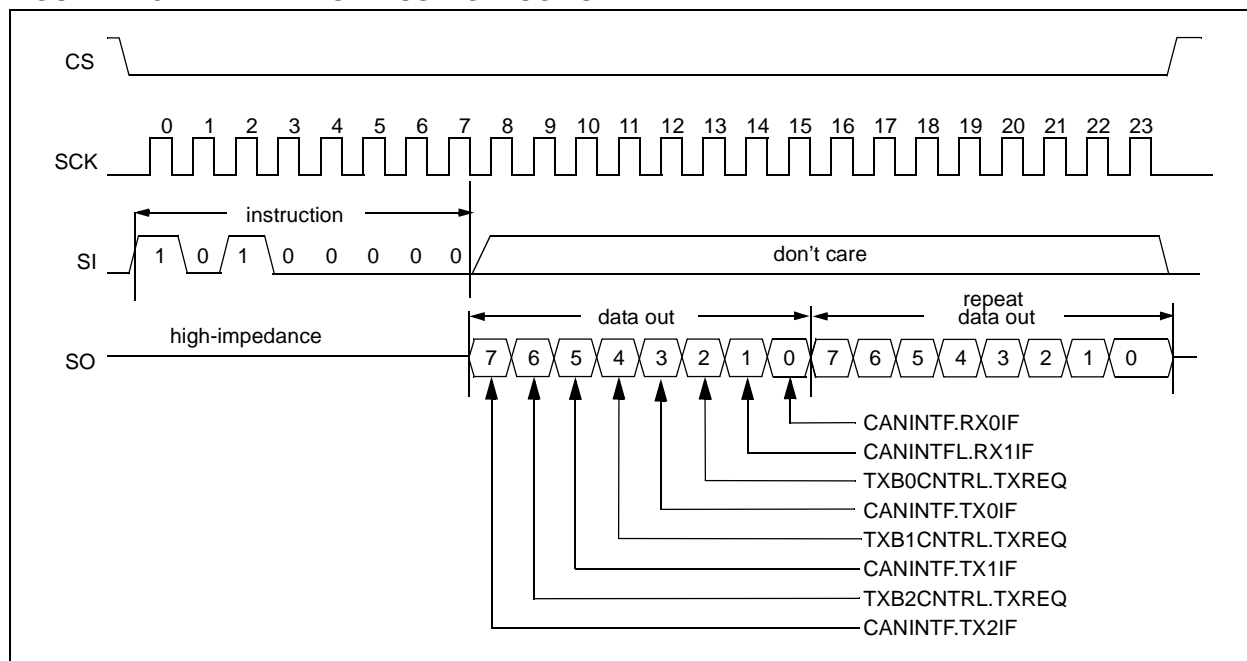 CS
0 1 2 3 4 5 6 7 8 9 10 11 12 13 14 15 16 17 18 19 20 21 22 23
SCK
instruction
SI 1 0 1 0 0 0 0 0 don't care
repeat
data out data out
high-impedance
SO 7 6 5 4 3 2 1 0 7 6 5 4 3 2 1 0
CANINTF.RX0IF
CANINTFL.RX1IF
TXB0CNTRL.TXREQ
CANINTF.TX0IF
TXB1CNTRL.TXREQ
CANINTF.TX1IF
TXB2CNTRL.TXREQ
CANINTF.TX2IF